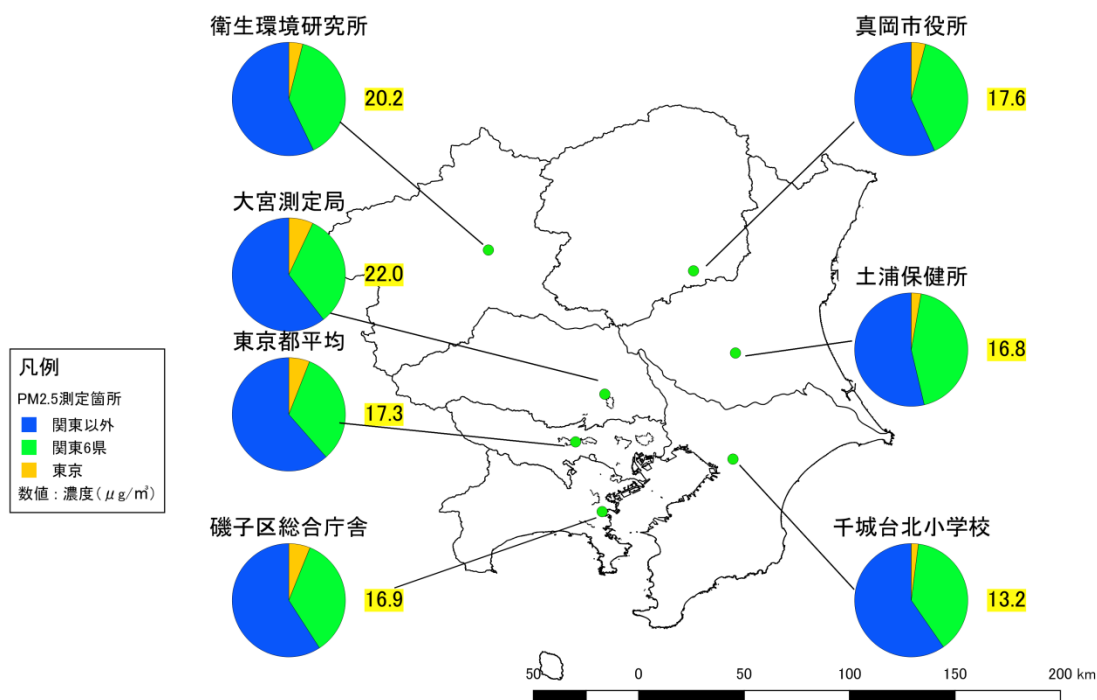 衛生環境研究所
20.2
真岡市役所
17.6
大宮測定局
22.0
土浦保健所
16.8
東京都平均
17.3
凡例
PM2.5測定箇所
関東以外
関東6県
東京
数値：濃度(μg/㎥)
磯子区総合庁舎
16.9
千城台北小学校
13.2
50 0 50 100 150 200 km